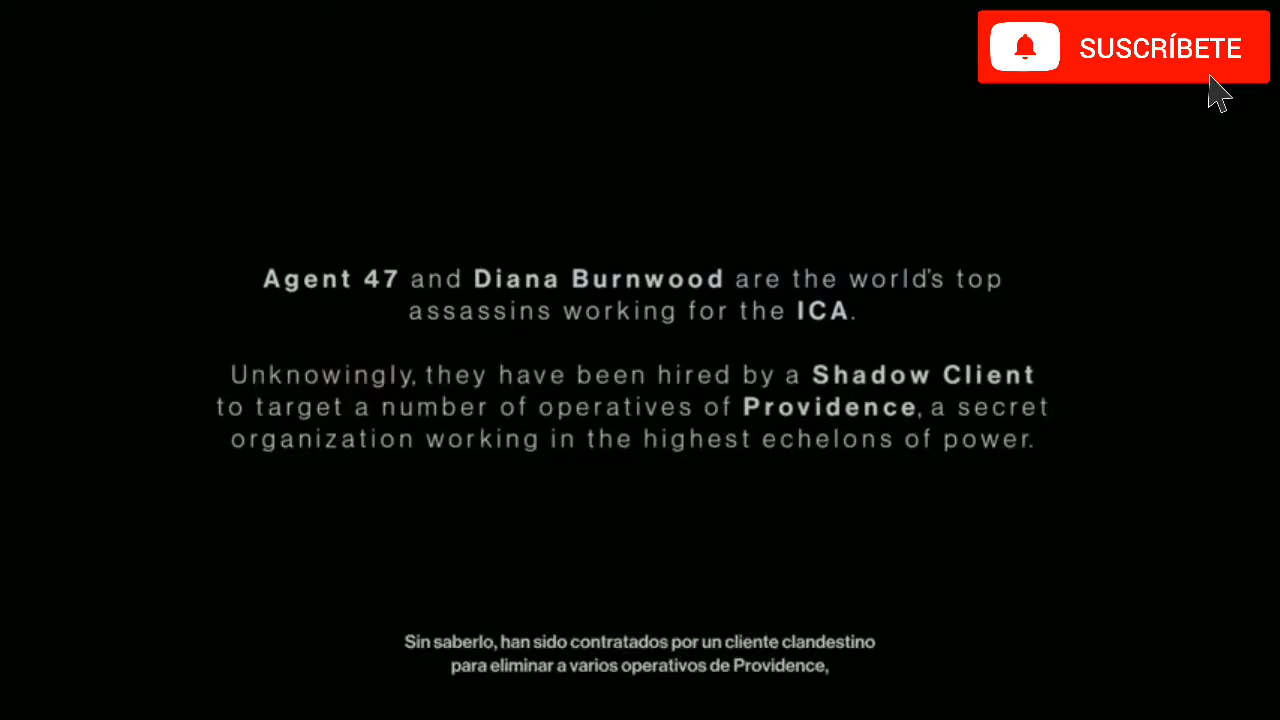 SUSCRÍBETE
Agent 47 and Diana Burnwood are the world's top
assassins working for the ICA.
Unknowingly, they have been hired by a Shadow Client
to target a number of operatives of Providence, a secret
organization working in the highest echelons of power.
Sin saberlo, han sido contratados por un cliente clandestino
para eliminar a varios operativos de Providence,